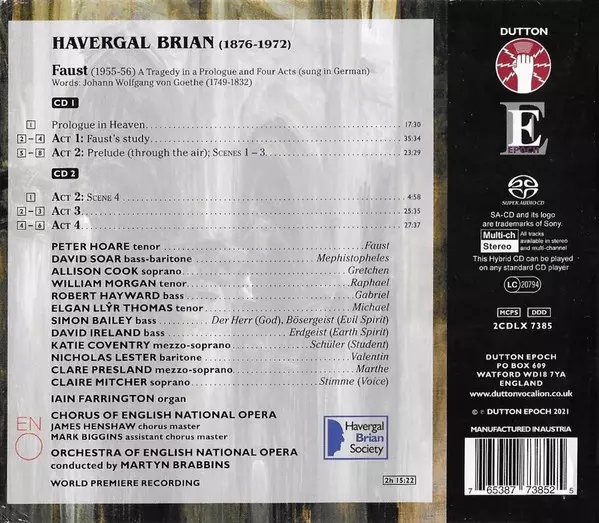 HAVERGAL BRIAN (1876-1972)
Faust (1955-56) A Tragedy in a Prologue and Four Acts (sung in German)
Words: Johann Wolfgang von Goethe (1749-1832)
CD 1
1 Prologue in Heaven. 17:30
2 – 4 ACT 1: Faust's study. 35:34
5 – 8 ACT 2: Prelude (through the air); SCENES 1 – 3. 23:29
CD 2
1 ACT 2: SCENE 4 4:58
2 – 3 ACT 3 25:35
4 – 6 ACT 4 27:37
PETER HOARE tenor Faust
DAVID SOAR bass-baritone Mephistopheles
ALLISON COOK soprano Gretchen
WILLIAM MORGAN tenor Raphael
ROBERT HAYWARD bass Gabriel
ELGAN LLŶR THOMAS tenor Michael
SIMON BAILEY bass Der Herr (God), Bösergeist (Evil Spirit)
DAVID IRELAND bass Erdgeist (Earth Spirit)
KATIE COVENTRY mezzo-soprano Schüler (Student)
NICHOLAS LESTER baritone Valentin
CLARE PRESLAND mezzo-soprano Marthe
CLAIRE MITCHER soprano Stimme (Voice)
IAIN FARRINGTON organ
CHORUS OF ENGLISH NATIONAL OPERA
JAMES HENSHAW chorus master
MARK BIGGINS assistant chorus master
ORCHESTRA OF ENGLISH NATIONAL OPERA
conducted by MARTYN BRABBINS
WORLD PREMIERE RECORDING
2h 15:22
ENO
Havergal
Brian
Society
DUTTON
E
EPOCH
SUPER AUDIO CD
SA-CD and its logo
are trademarks of Sony.
Multi-ch
Stereo
All tracks
available in stereo
and multi-channel
This Hybrid CD can be played
on any standard CD player
LC 20794
MCPS DDD
2CDLX 7385
DUTTON EPOCH
PO BOX 609
WATFORD WD18 7YA
ENGLAND
www.duttonvocalion.co.uk
© ℗ DUTTON EPOCH 2021
MANUFACTURED IN AUSTRIA
7 65387 73852 5